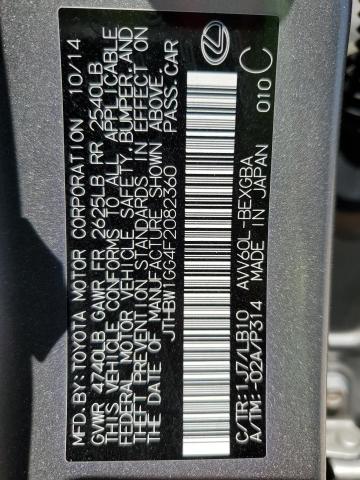 MFD. BY: TOYOTA MOTOR CORPORATION 10/14
GVWR 4740LB GAWR FR 2625LB RR 2540LB
THIS VEHICLE CONFORMS TO ALL APPLICABLE
FEDERAL MOTOR VEHICLE SAFETY, BUMPER, AND
THEFT PREVENTION STANDARDS IN EFFECT ON
THE DATE OF MANUFACTURE SHOWN ABOVE.
JTHBW1GG4F2082360 PASS. CAR
C/TR: 1J7/LB10 AVV60L-BEXGBA
A/TM: -02A/P314 MADE IN JAPAN 010 C